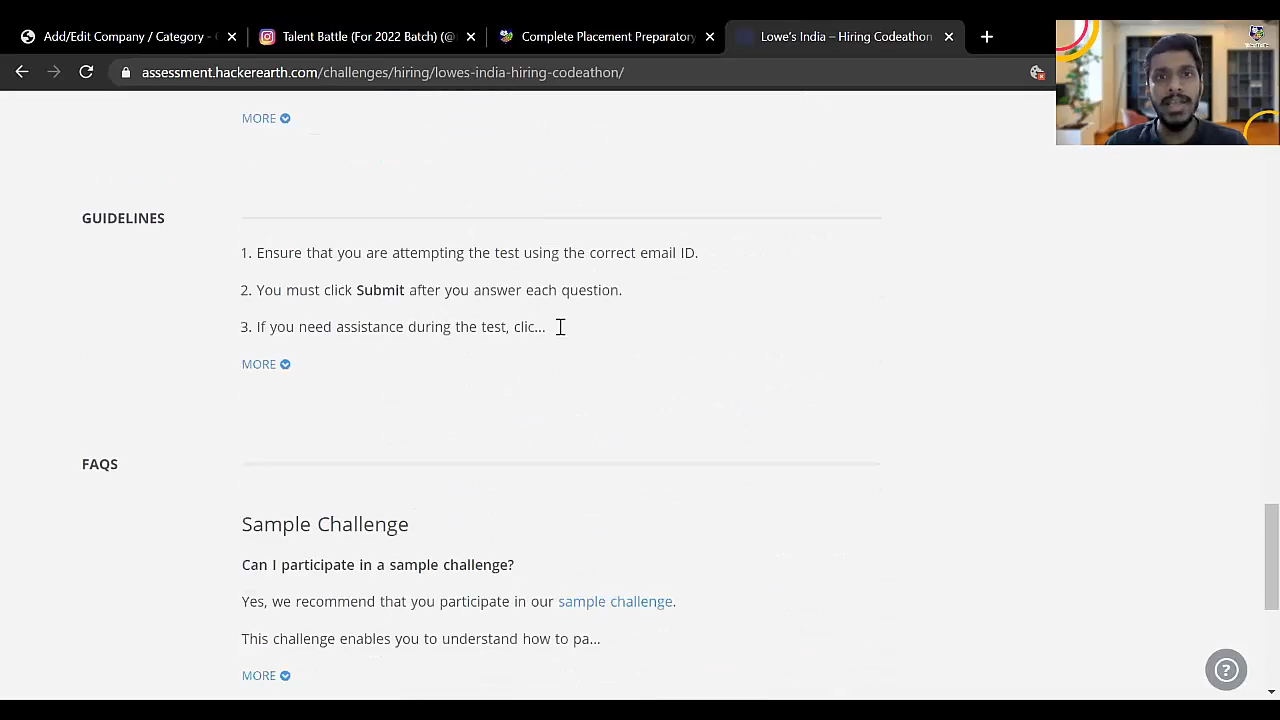 Add/Edit Company / Category -
Talent Battle (For 2022 Batch) (@
Complete Placement Preparatory
Lowe's India – Hiring Codeathon
assessment.hackerearth.com/challenges/hiring/lowes-india-hiring-codeathon/
MORE
GUIDELINES
1. Ensure that you are attempting the test using the correct email ID.
2. You must click Submit after you answer each question.
3. If you need assistance during the test, clic...
MORE
FAQS
Sample Challenge
Can I participate in a sample challenge?
Yes, we recommend that you participate in our sample challenge.
This challenge enables you to understand how to pa...
MORE